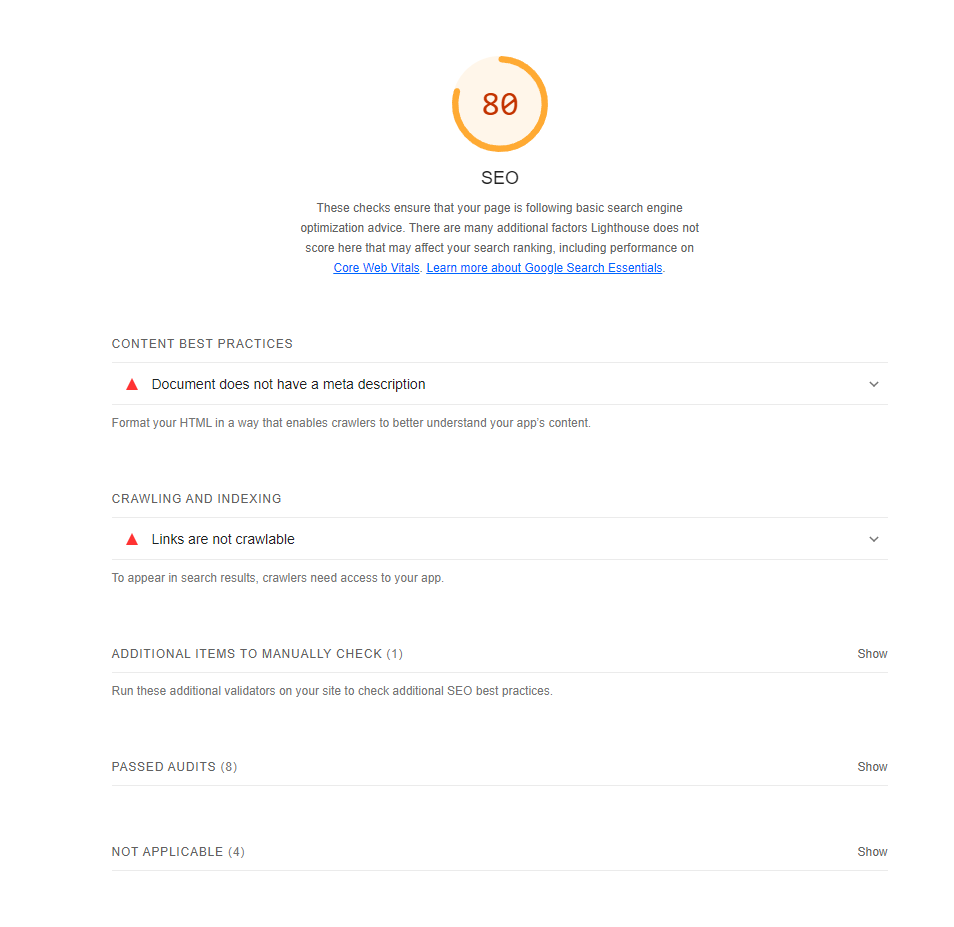 80
SEO
These checks ensure that your page is following basic search engine
optimization advice. There are many additional factors Lighthouse does not
score here that may affect your search ranking, including performance on
Core Web Vitals. Learn more about Google Search Essentials.
CONTENT BEST PRACTICES
Document does not have a meta description
Format your HTML in a way that enables crawlers to better understand your app's content.
CRAWLING AND INDEXING
Links are not crawlable
To appear in search results, crawlers need access to your app.
ADDITIONAL ITEMS TO MANUALLY CHECK (1) Show
Run these additional validators on your site to check additional SEO best practices.
PASSED AUDITS (8) Show
NOT APPLICABLE (4) Show